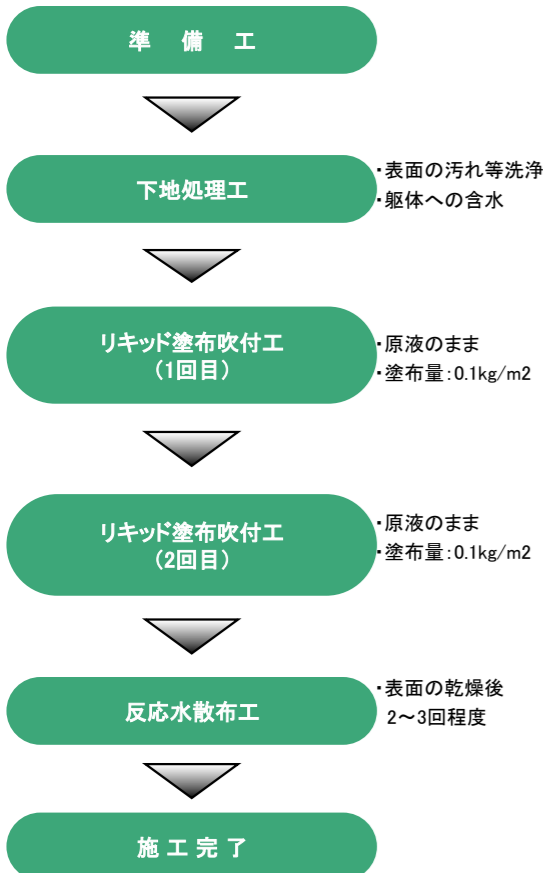 準 備 工
下地処理工
・表面の汚れ等洗浄
・躯体への含水
リキッド塗布吹付工
(1回目)
・原液のまま
・塗布量:0.1kg/m2
リキッド塗布吹付工
(2回目)
・原液のまま
・塗布量:0.1kg/m2
反応水散布工
・表面の乾燥後
2～3回程度
施 工 完 了